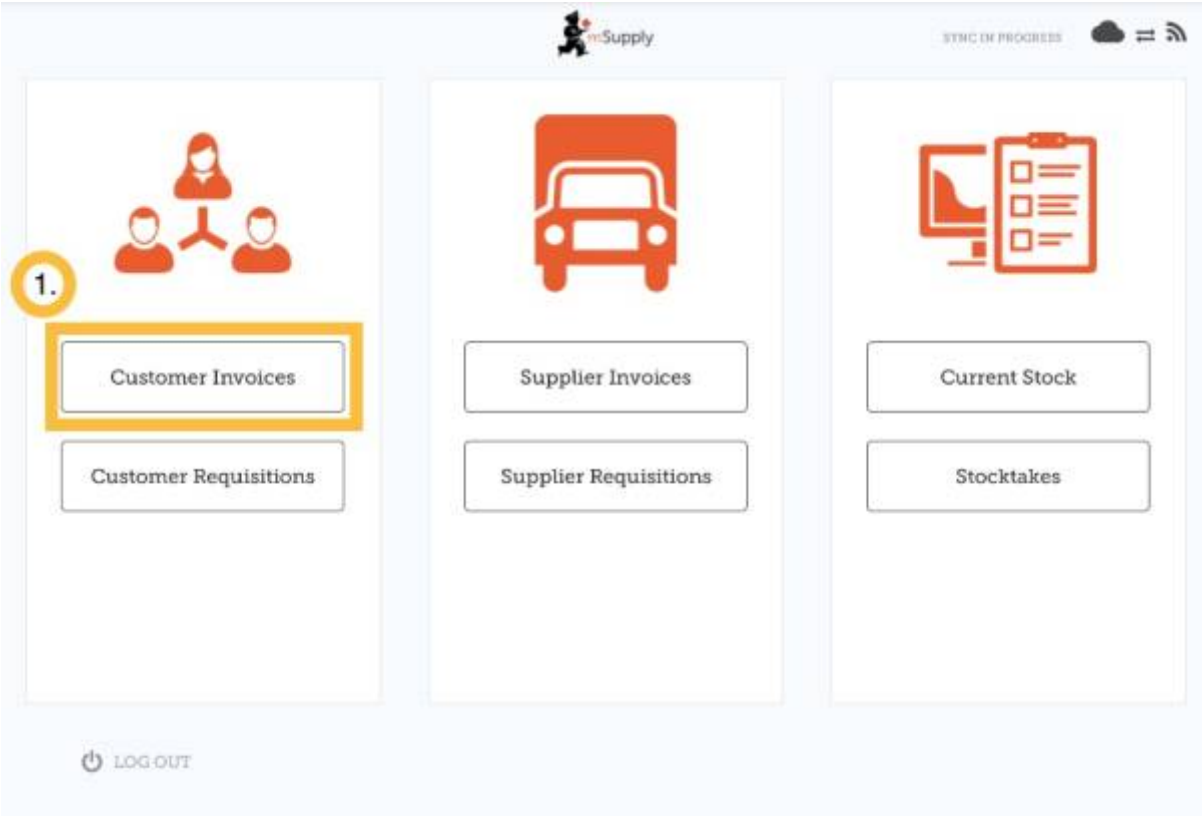 mSupply
SYNC IN PROGRESS
1.
Customer Invoices
Supplier Invoices
Current Stock
Customer Requisitions
Supplier Requisitions
Stocktakes
LOG OUT